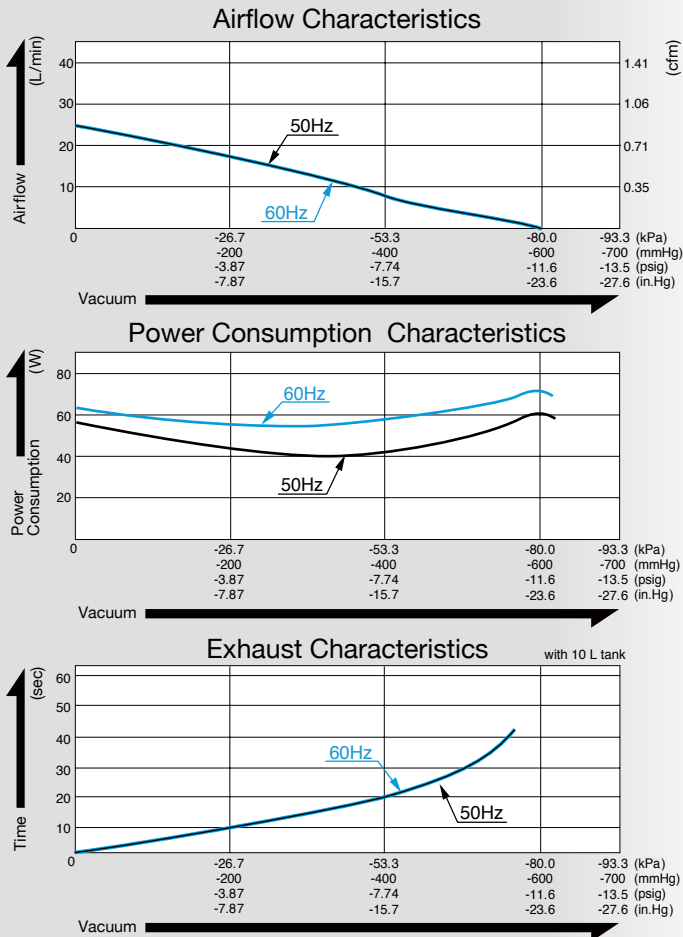 Airflow Characteristics
(L/min)
(cfm)
40
1.41
30
1.06
50Hz
20
0.71
10
0.35
60Hz
Airflow
0
-26.7
-53.3
-80.0
-93.3 (kPa)
-200
-400
-600
-700 (mmHg)
-3.87
-7.74
-11.6
-13.5 (psig)
-7.87
-15.7
-23.6
-27.6 (in.Hg)
Vacuum
Power Consumption Characteristics
(W)
80
60Hz
60
40
50Hz
20
Power
Consumption
0
-26.7
-53.3
-80.0
-93.3 (kPa)
-200
-400
-600
-700 (mmHg)
-3.87
-7.74
-11.6
-13.5 (psig)
-7.87
-15.7
-23.6
-27.6 (in.Hg)
Vacuum
Exhaust Characteristics
with 10 L tank
(sec)
60
50
40
60Hz
30
20
50Hz
10
Time
0
-26.7
-53.3
-80.0
-93.3 (kPa)
-200
-400
-600
-700 (mmHg)
-3.87
-7.74
-11.6
-13.5 (psig)
-7.87
-15.7
-23.6
-27.6 (in.Hg)
Vacuum